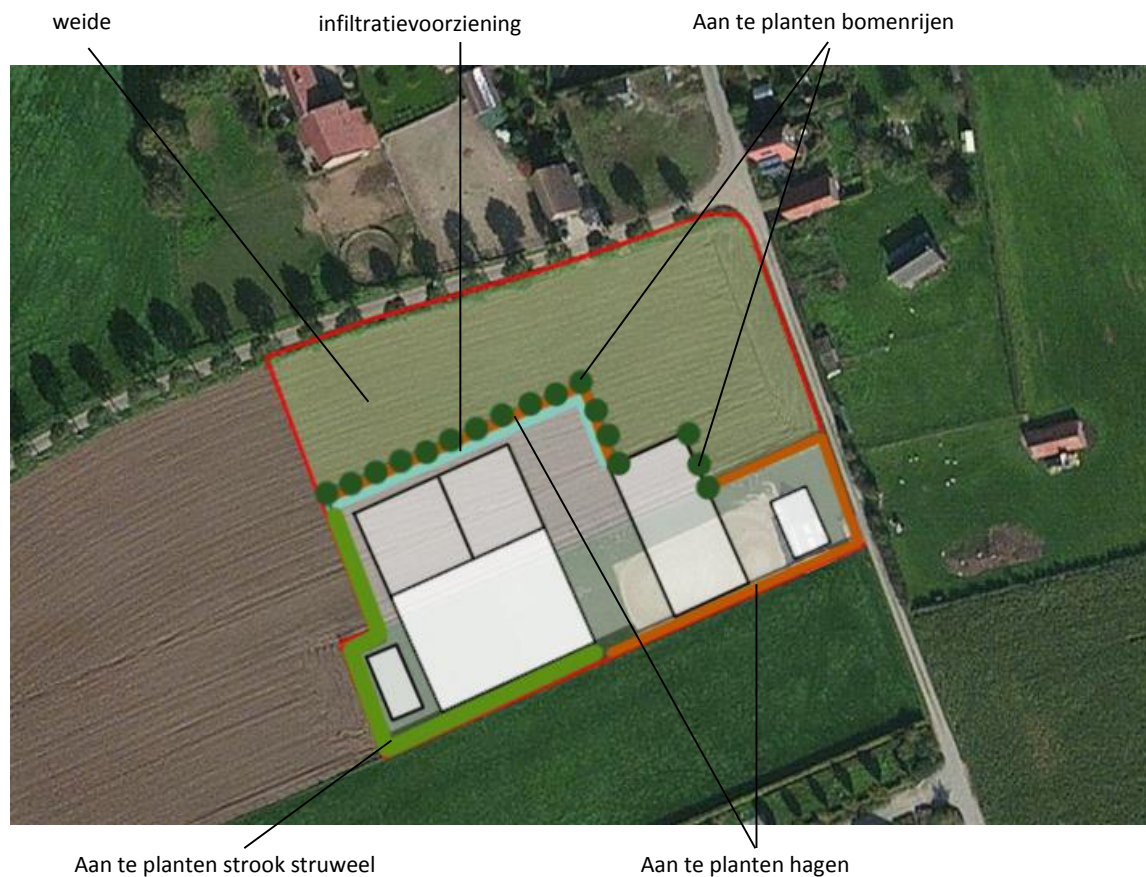 weide
infiltratievoorziening
Aan te planten bomenrijen
Aan te planten strook struweel
Aan te planten hagen